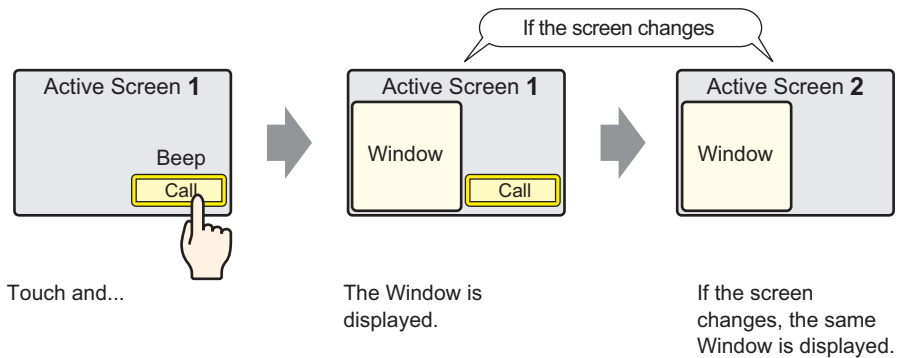 If the screen changes
Active Screen 1
Beep
Call
Touch and...
Active Screen 1
Window
Call
The Window is
displayed.
Active Screen 2
Window
If the screen
changes, the same
Window is displayed.